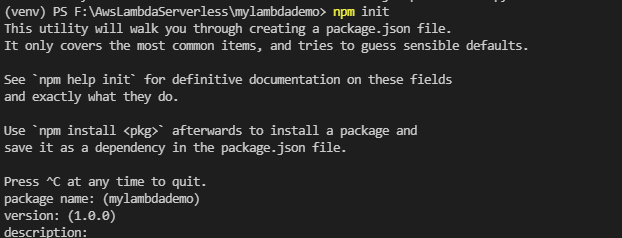 (venv) PS F:\AwsLambdaServerless\mylambdademo> npm init
This utility will walk you through creating a package.json file.
It only covers the most common items, and tries to guess sensible defaults.
See `npm help init` for definitive documentation on these fields
and exactly what they do.
Use `npm install <pkg>` afterwards to install a package and
save it as a dependency in the package.json file.
Press ^C at any time to quit.
package name: (mylambdademo)
version: (1.0.0)
description: